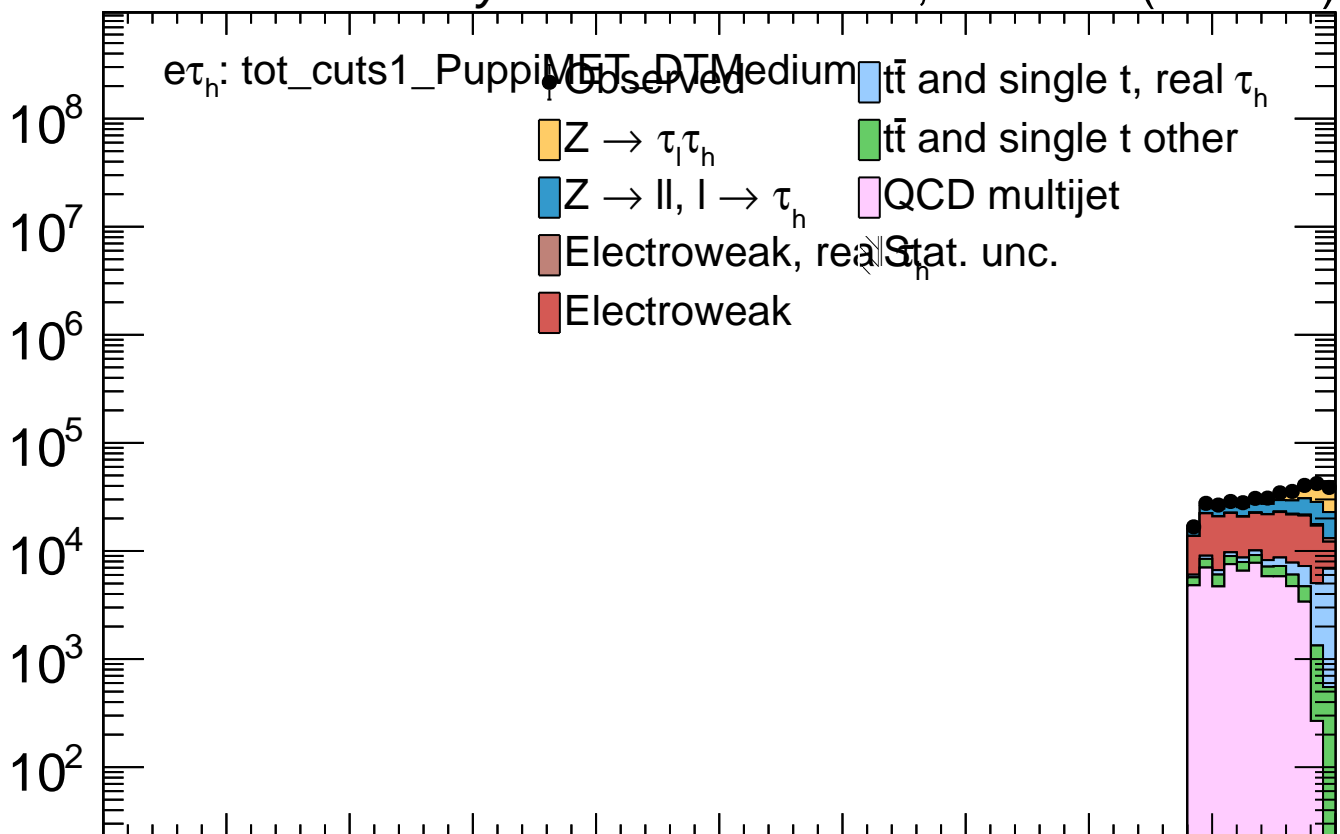 eτh: tot_cuts1_PuppiMET_DTMedium
Observed
tt̄ and single t, real τh
Z → τlτh
tt̄ and single t other
Z → ll, l → τh
QCD multijet
Electroweak, real τh
Stat. unc.
Electroweak
10^8
10^7
10^6
10^5
10^4
10^3
10^2